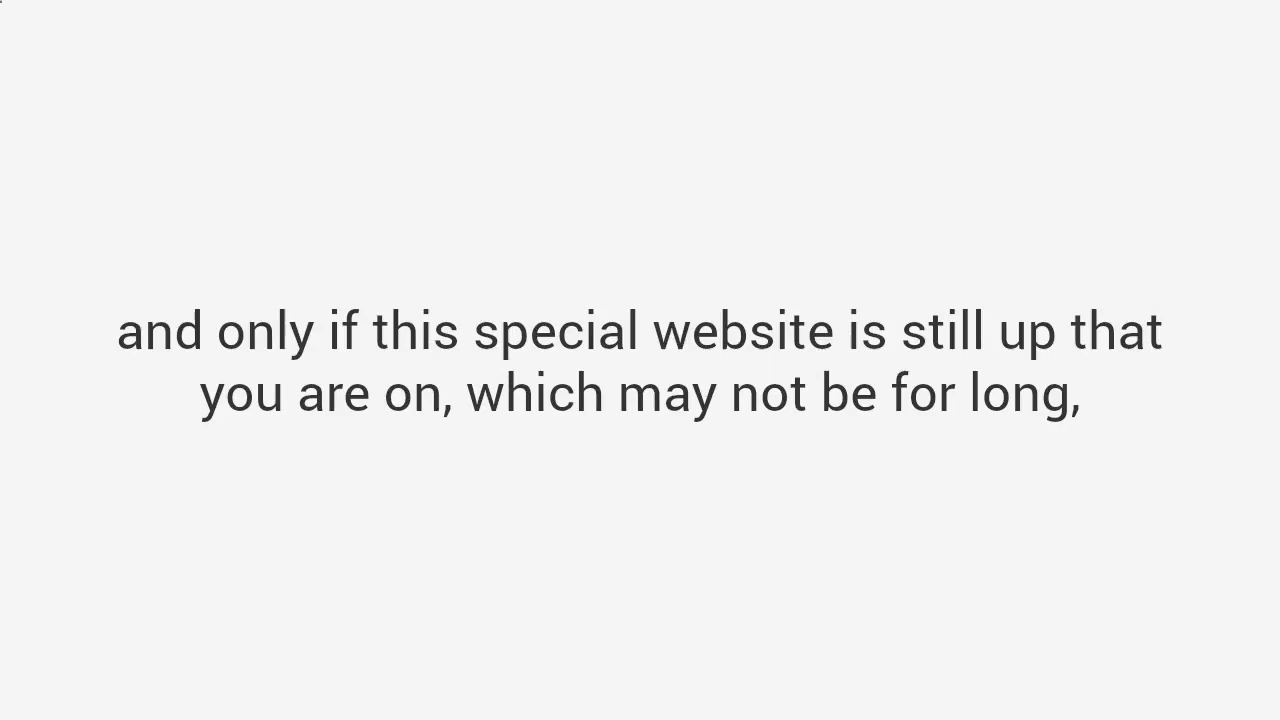 and only if this special website is still up that
you are on, which may not be for long,